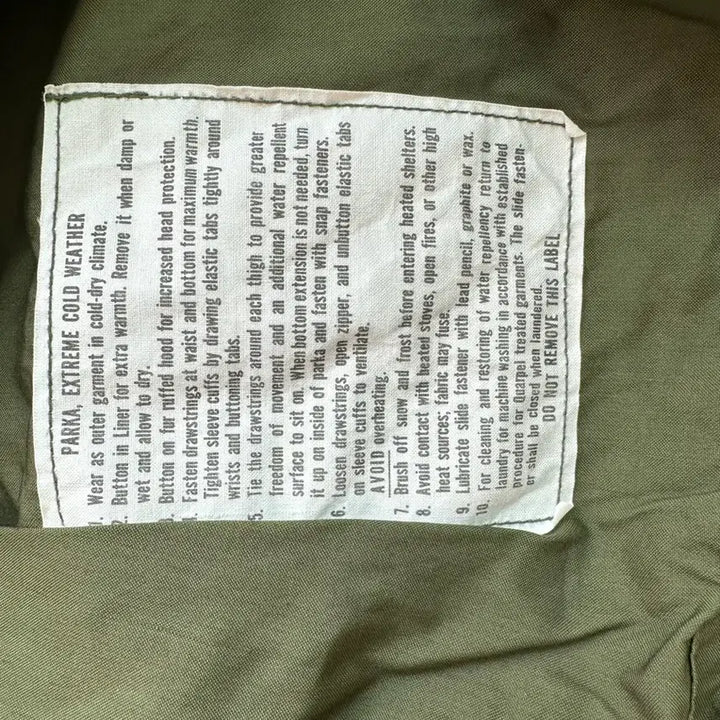 PARKA, EXTREME COLD WEATHER
1. Wear as outer garment in cold-dry climate.
2. Button in Liner for extra warmth. Remove it when damp or
wet and allow to dry.
3. Button on fur ruffed hood for increased head protection.
4. Fasten drawstrings at waist and bottom for maximum warmth.
Tighten sleeve cuffs by drawing elastic tabs tightly around
wrists and buttoning tabs.
5. Tie the drawstrings around each thigh to provide greater
freedom of movement and an additional water repellent
surface to sit on. When bottom extension is not needed, turn
it up on inside of parka and fasten with snap fasteners.
6. Loosen drawstrings, open zipper, and unbutton elastic tabs
on sleeve cuffs to ventilate.
AVOID overheating.
7. Brush off snow and frost before entering heated shelters.
8. Avoid contact with heated stoves, open fires, or other high
heat sources; fabric may fuse.
9. Lubricate slide fastener with lead pencil, graphite or wax.
10. For cleaning and restoring of water repellency return to
laundry for machine washing in accordance with established
procedure for Quarpel treated garments. The slide fasten-
er shall be closed when laundered.
DO NOT REMOVE THIS LABEL